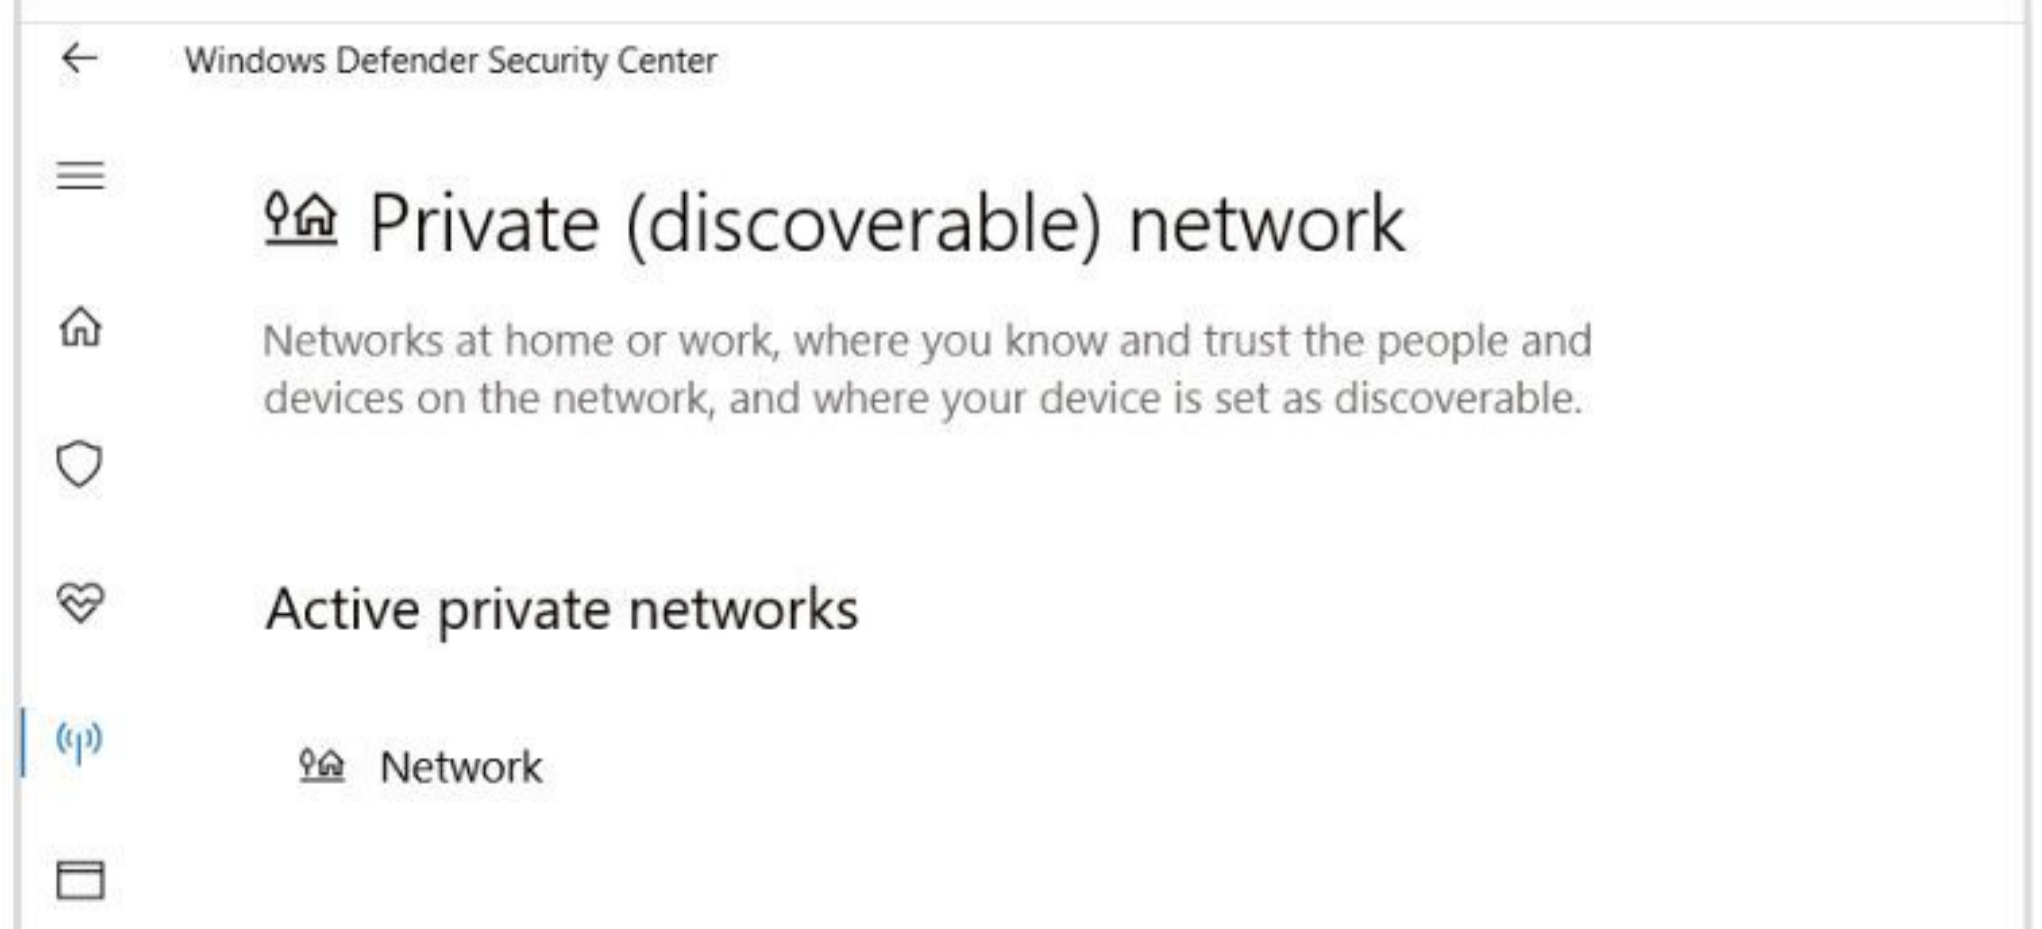 Windows Defender Security Center
Private (discoverable) network
Networks at home or work, where you know and trust the people and
devices on the network, and where your device is set as discoverable.
Active private networks
Network